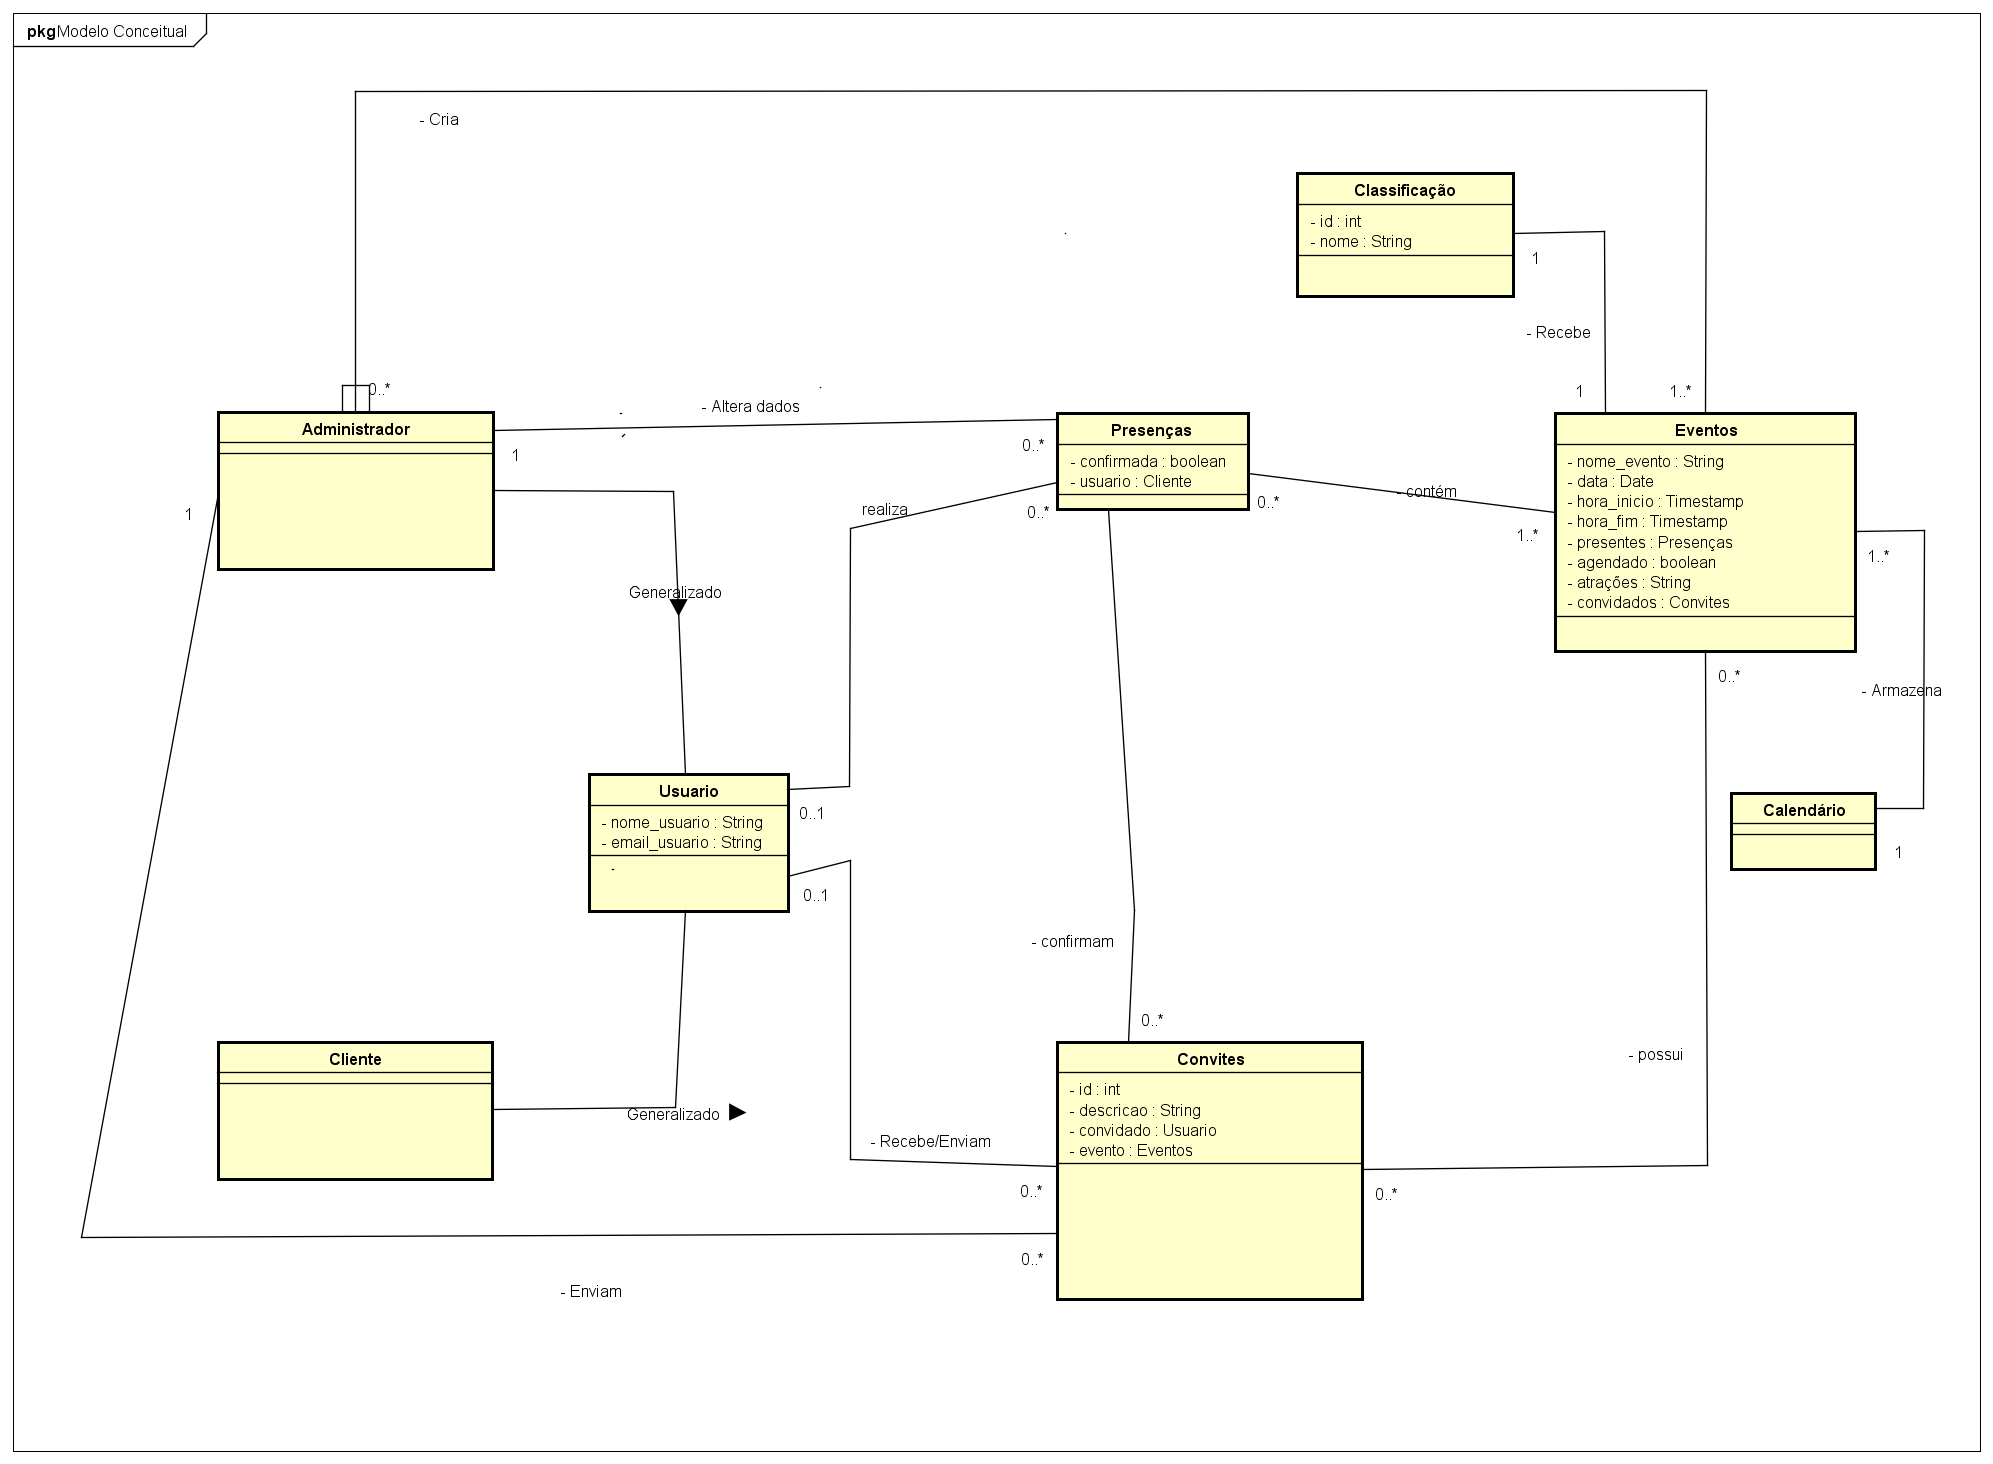 pkg Modelo Conceitual
- Cria
Classificação
- id : int
- nome : String
1
- Recebe
1
1..*
0..*
Administrador
1
- Altera dados
0..*
1
Presenças
- confirmada : boolean
- usuario : Cliente
0..*
- contém
1..*
Eventos
- nome_evento : String
- data : Date
- hora_inicio : Timestamp
- hora_fim : Timestamp
- presentes : Presenças
- agendado : boolean
- atrações : String
- convidados : Convites
1..*
0..*
- Armazena
realiza
0..*
Generalizado
Usuario
- nome_usuario : String
- email_usuario : String
0..1
0..1
Calendário
1
- confirmam
0..*
- possui
Cliente
Generalizado
- Recebe/Enviam
0..*
Convites
- id : int
- descricao : String
- convidado : Usuario
- evento : Eventos
0..*
0..*
- Enviam